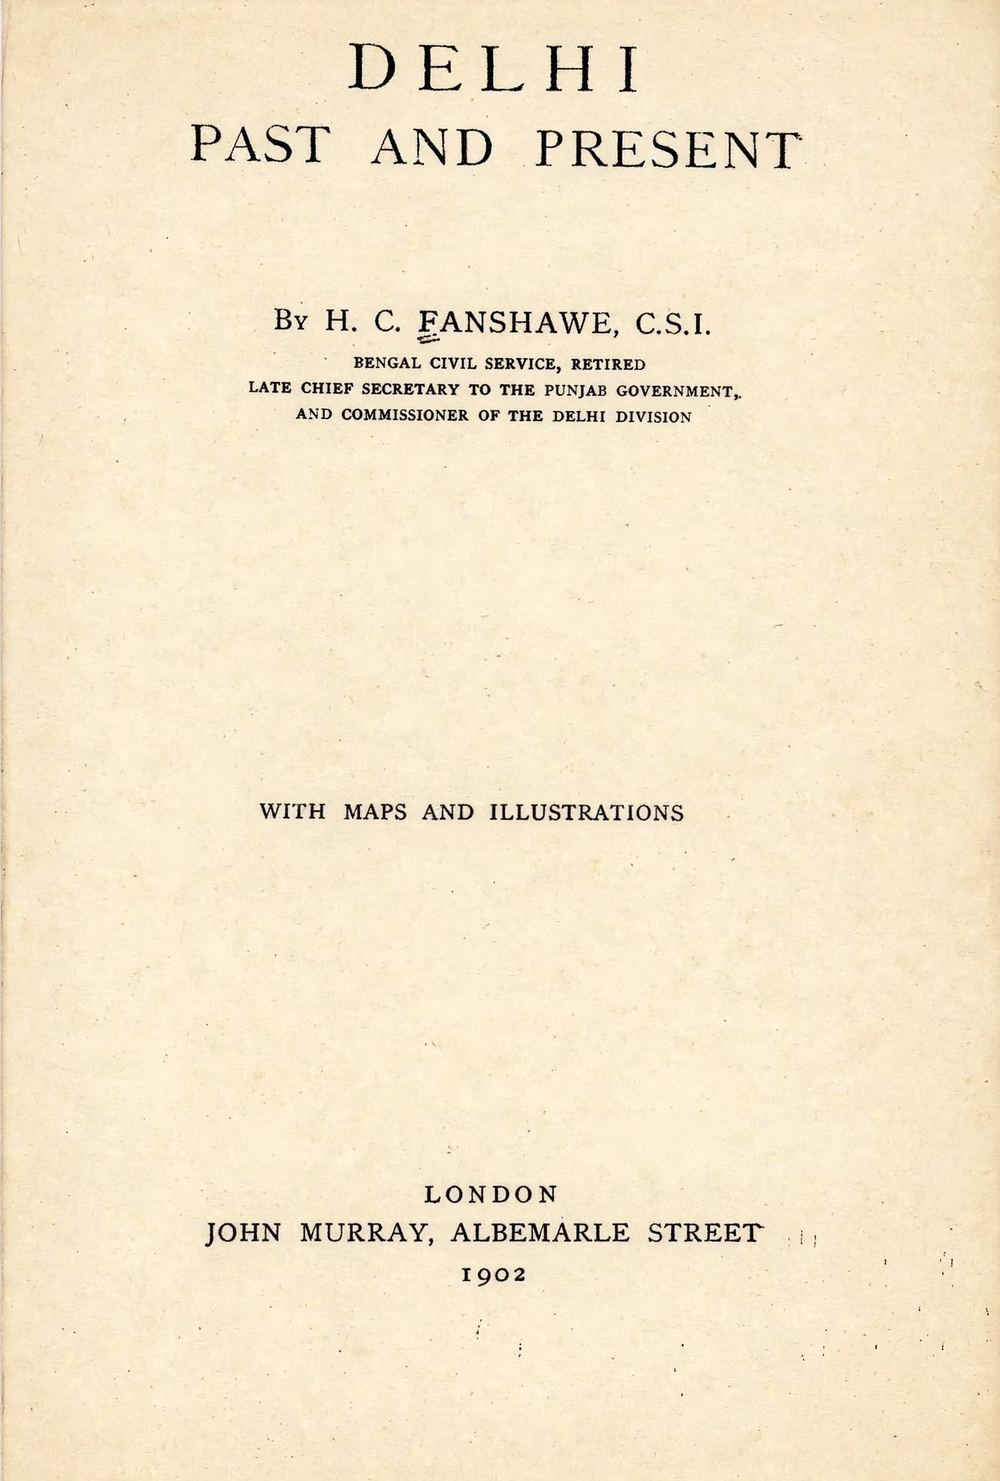 DELHI
PAST AND PRESENT
By H. C. FANSHAWE, C.S.I.
BENGAL CIVIL SERVICE, RETIRED
LATE CHIEF SECRETARY TO THE PUNJAB GOVERNMENT,
AND COMMISSIONER OF THE DELHI DIVISION
WITH MAPS AND ILLUSTRATIONS
LONDON
JOHN MURRAY, ALBEMARLE STREET
1902